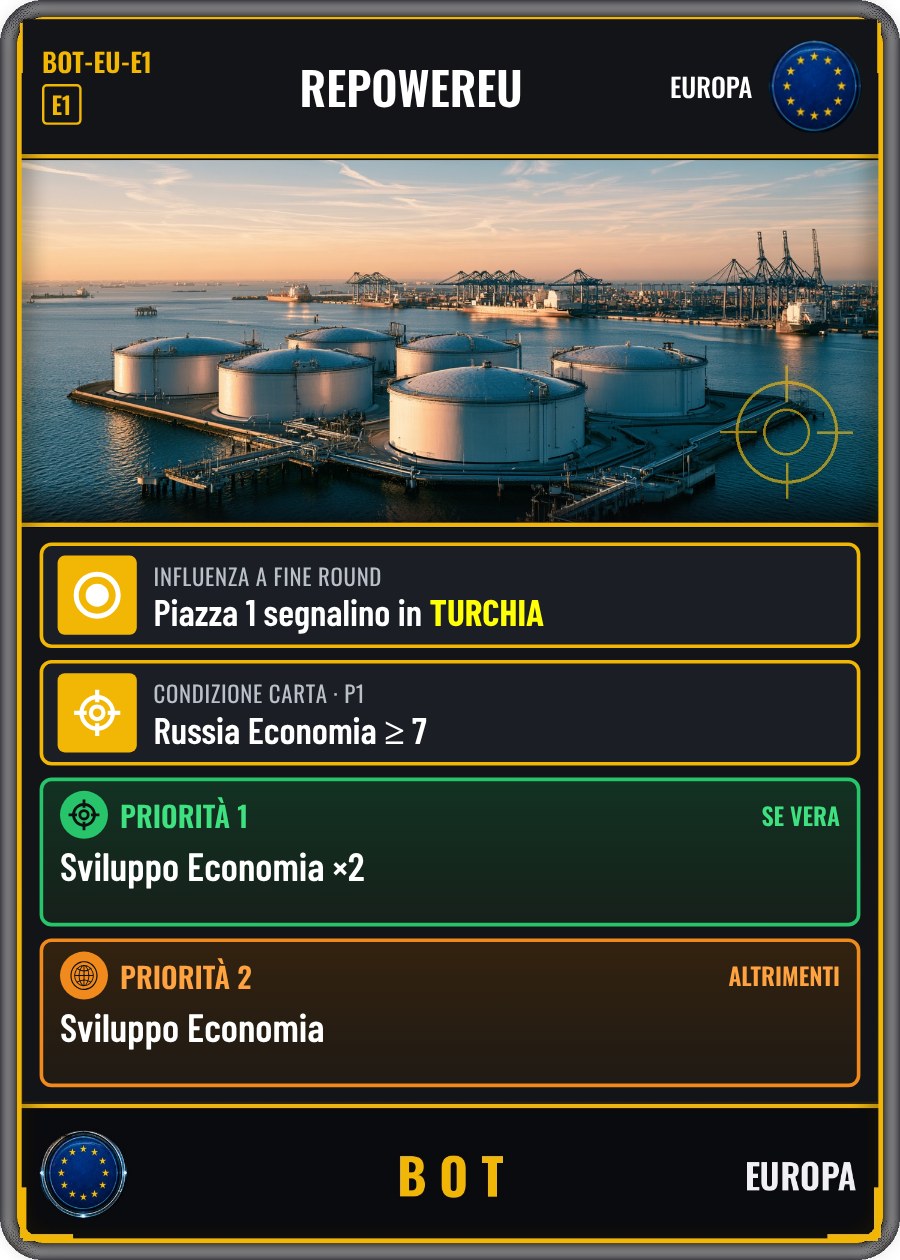 BOT-EU-E1
E1
REPOWEREU
EUROPA
INFLUENZA A FINE ROUND
Piazza 1 segnalino in TURCHIA
CONDIZIONE CARTA · P1
Russia Economia ≥ 7
PRIORITÀ 1
SE VERA
Sviluppo Economia ×2
PRIORITÀ 2
ALTRIMENTI
Sviluppo Economia
BOT
EUROPA